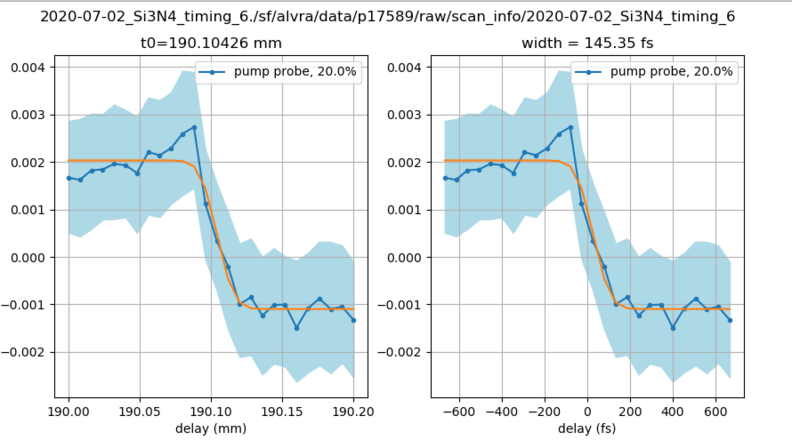 2020-07-02_Si3N4_timing_6./sf/alvra/data/p17589/raw/scan_info/2020-07-02_Si3N4_timing_6
t0=190.10426 mm
pump probe, 20.0%
0.004
0.003
0.002
0.001
0.000
−0.001
−0.002
190.00 190.05 190.10 190.15 190.20
delay (mm)
width = 145.35 fs
pump probe, 20.0%
0.004
0.003
0.002
0.001
0.000
−0.001
−0.002
−600 −400 −200 0 200 400 600
delay (fs)